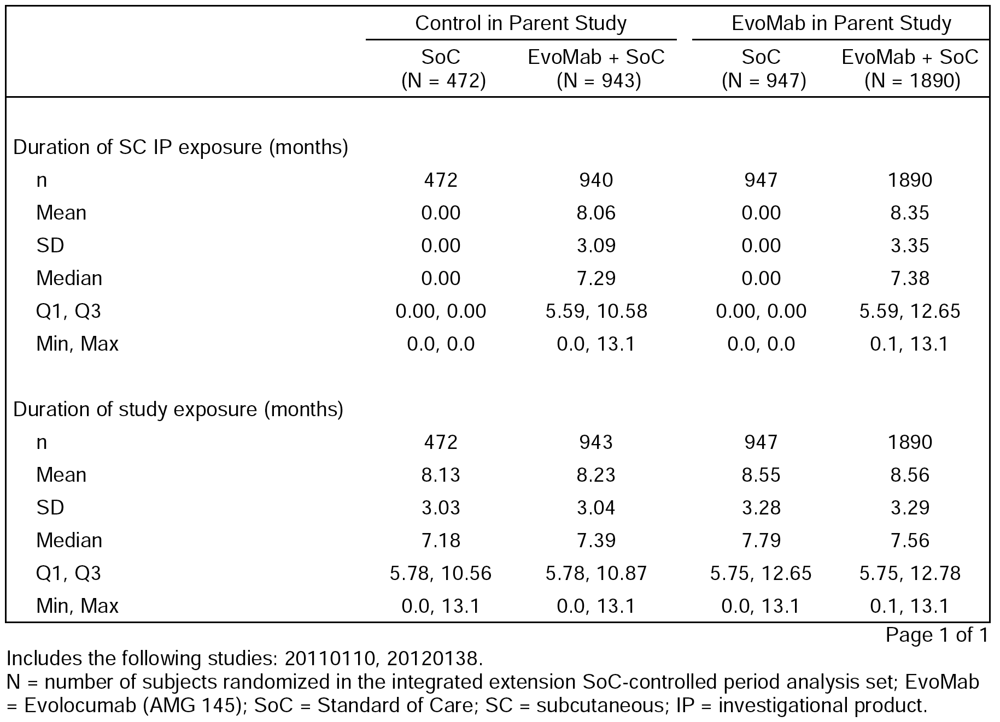 Control in Parent Study EvoMab in Parent Study
SoC EvoMab + SoC SoC EvoMab + SoC
(N = 472) (N = 943) (N = 947) (N = 1890)
Duration of SC IP exposure (months)
n 472 940 947 1890
Mean 0.00 8.06 0.00 8.35
SD 0.00 3.09 0.00 3.35
Median 0.00 7.29 0.00 7.38
Q1, Q3 0.00, 0.00 5.59, 10.58 0.00, 0.00 5.59, 12.65
Min, Max 0.0, 0.0 0.0, 13.1 0.0, 0.0 0.1, 13.1
Duration of study exposure (months)
n 472 943 947 1890
Mean 8.13 8.23 8.55 8.56
SD 3.03 3.04 3.28 3.29
Median 7.18 7.39 7.79 7.56
Q1, Q3 5.78, 10.56 5.78, 10.87 5.75, 12.65 5.75, 12.78
Min, Max 0.0, 13.1 0.0, 13.1 0.0, 13.1 0.1, 13.1
Page 1 of 1
Includes the following studies: 20110110, 20120138.
N = number of subjects randomized in the integrated extension SoC-controlled period analysis set; EvoMab
= Evolocumab (AMG 145); SoC = Standard of Care; SC = subcutaneous; IP = investigational product.